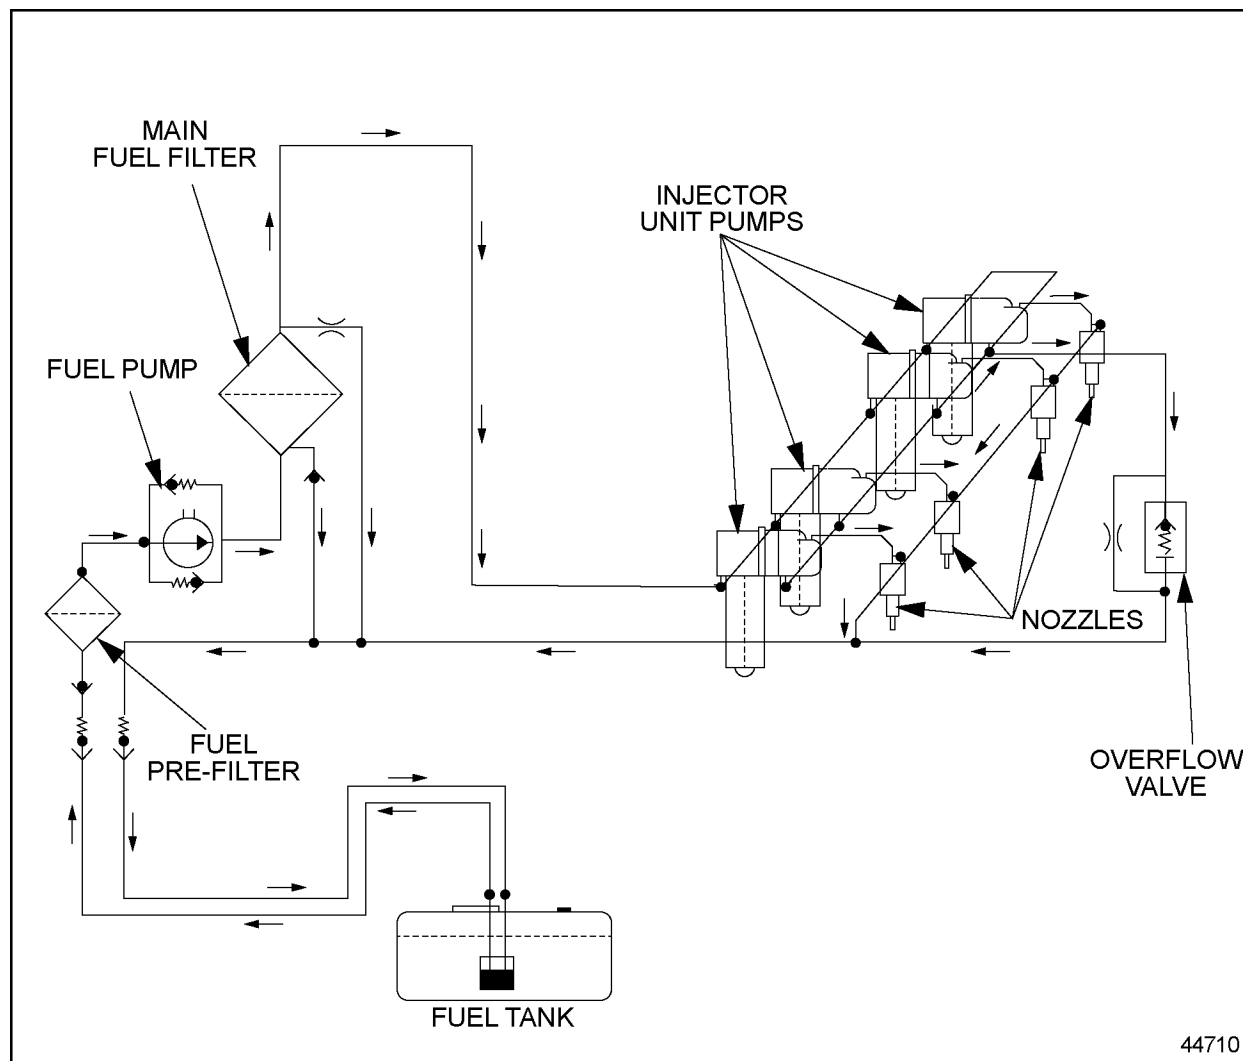 MAIN
FUEL FILTER
INJECTOR
UNIT PUMPS
FUEL PUMP
NOZZLES
FUEL
PRE-FILTER
OVERFLOW
VALVE
FUEL TANK
44710